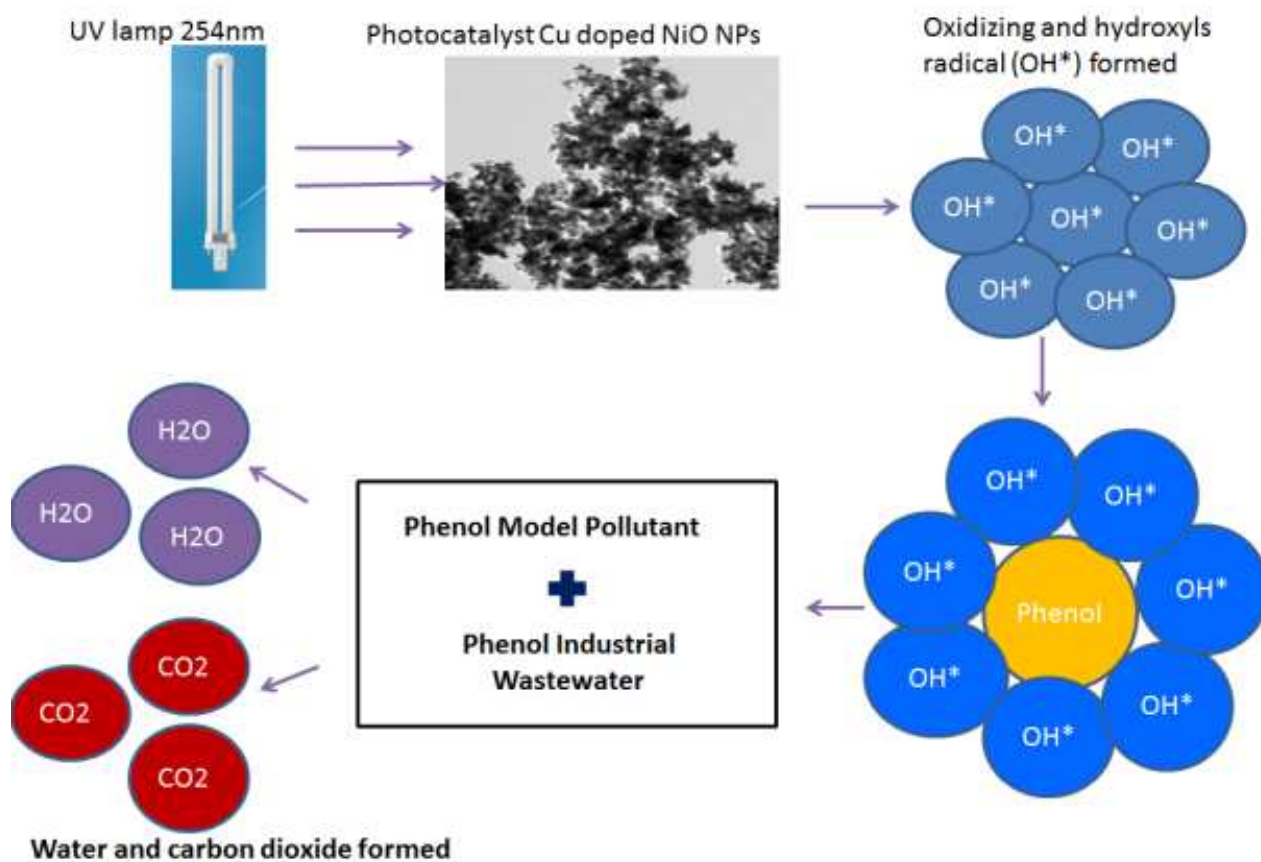 UV lamp 254nm
Photocatalyst Cu doped NiO NPs
Oxidizing and hydroxyls
radical (OH*) formed
OH*
OH*
OH*
OH*
OH*
OH*
OH*
OH*
OH*
OH*
OH*
Phenol
OH*
OH*
OH*
OH*
Phenol Model Pollutant
Phenol Industrial
Wastewater
H2O
H2O
H2O
CO2
CO2
CO2
Water and carbon dioxide formed